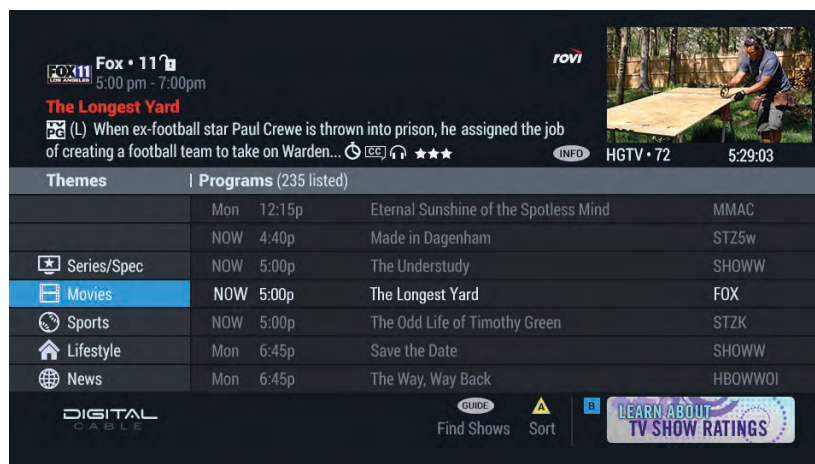 FOX 11
LOS ANGELES
Fox • 11
5:00 pm - 7:00pm
rovi
The Longest Yard
TV PG (L) When ex-football star Paul Crewe is thrown into prison, he assigned the job
of creating a football team to take on Warden... CC ★★★
INFO
HGTV • 72 5:29:03
Themes | Programs (235 listed)
Mon 12:15p Eternal Sunshine of the Spotless Mind MMAC
NOW 4:40p Made in Dagenham STZ5w
Series/Spec NOW 5:00p The Understudy SHOWW
Movies NOW 5:00p The Longest Yard FOX
Sports NOW 5:00p The Odd Life of Timothy Green STZK
Lifestyle Mon 6:45p Save the Date SHOWW
News Mon 6:45p The Way, Way Back HBOWWOI
DIGITAL
CABLE
GUIDE
Find Shows
A
Sort
B
LEARN ABOUT
TV SHOW RATINGS